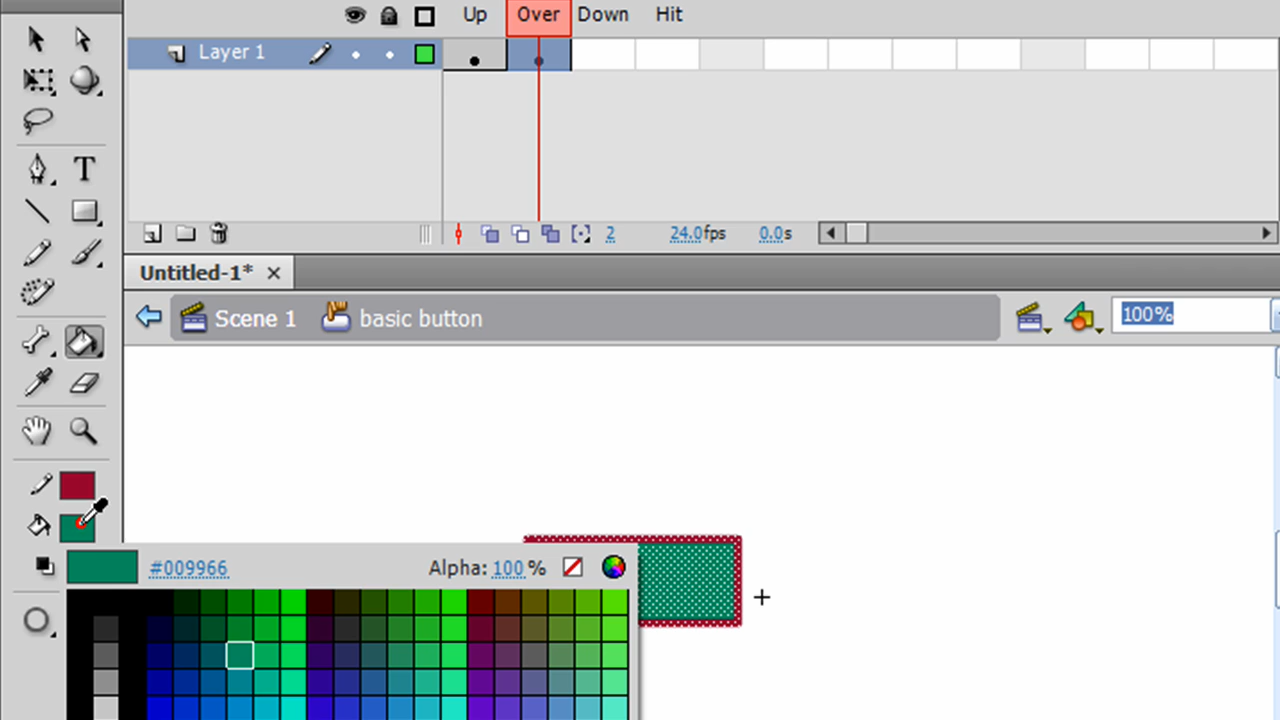 Up Over Down Hit
Layer 1
T
2 24.0fps 0.0s
Untitled-1*
Scene 1 basic button 100%
#009966 Alpha: 100 %